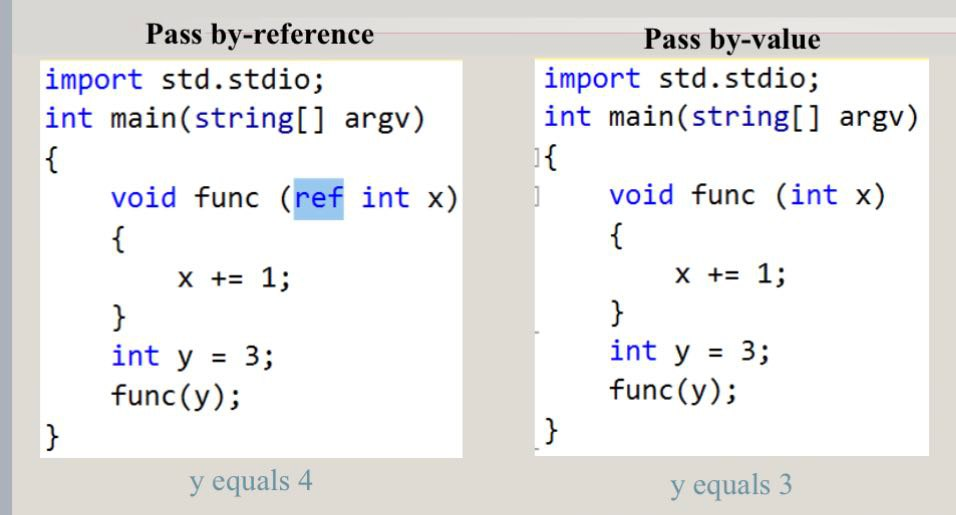 Pass by-reference
import std.stdio;
int main(string[] argv)
{
void func (ref int x)
{
x += 1;
}
int y = 3;
func(y);
}
y equals 4
Pass by-value
import std.stdio;
int main(string[] argv)
{
void func (int x)
{
x += 1;
}
int y = 3;
func(y);
}
y equals 3